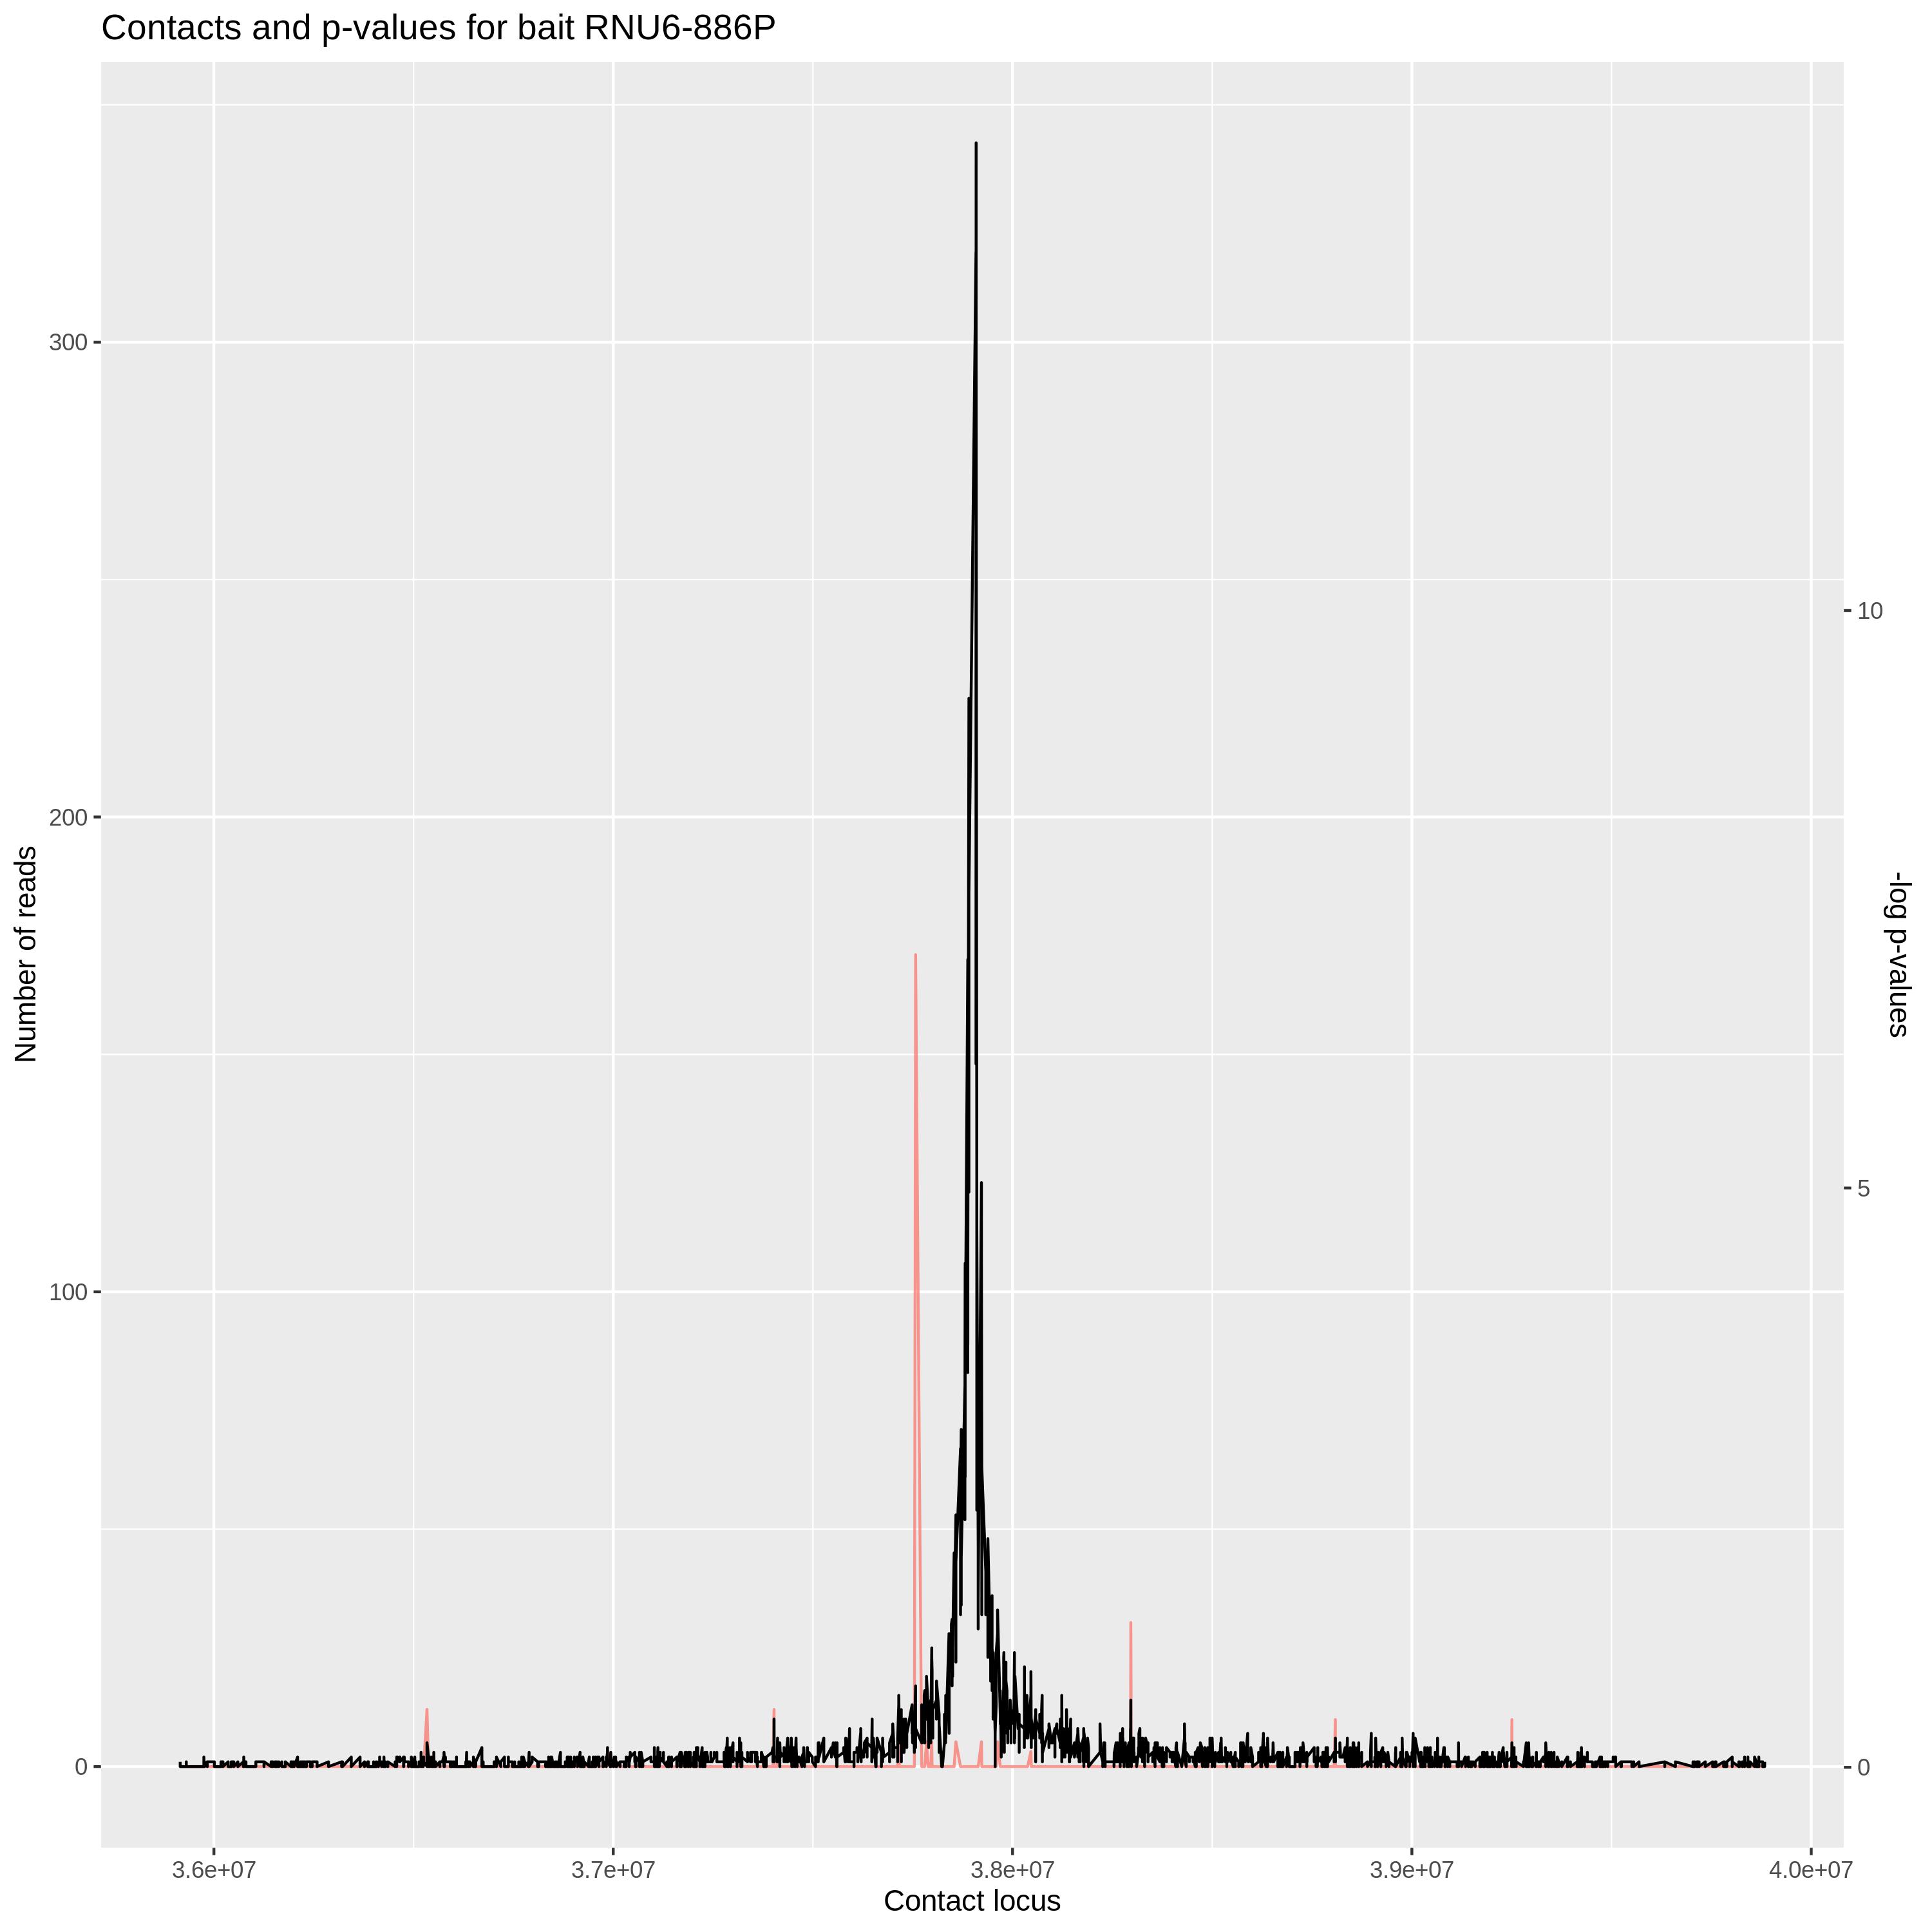 Contacts and p-values for bait RNU6-886P
Number of reads
300
200
100
0
10
5
0
-log p-values
3.6e+07
3.7e+07
3.8e+07
3.9e+07
4.0e+07
Contact locus